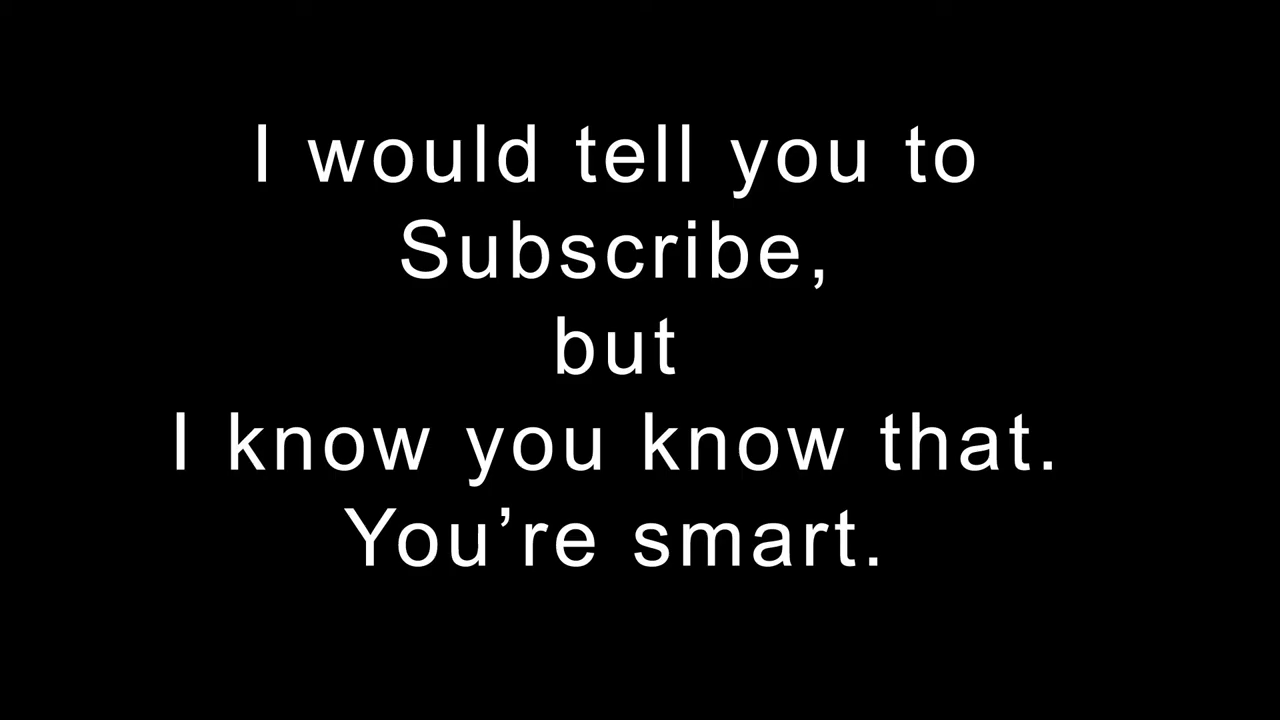 I would tell you to
Subscribe,
but
I know you know that.
You’re smart.